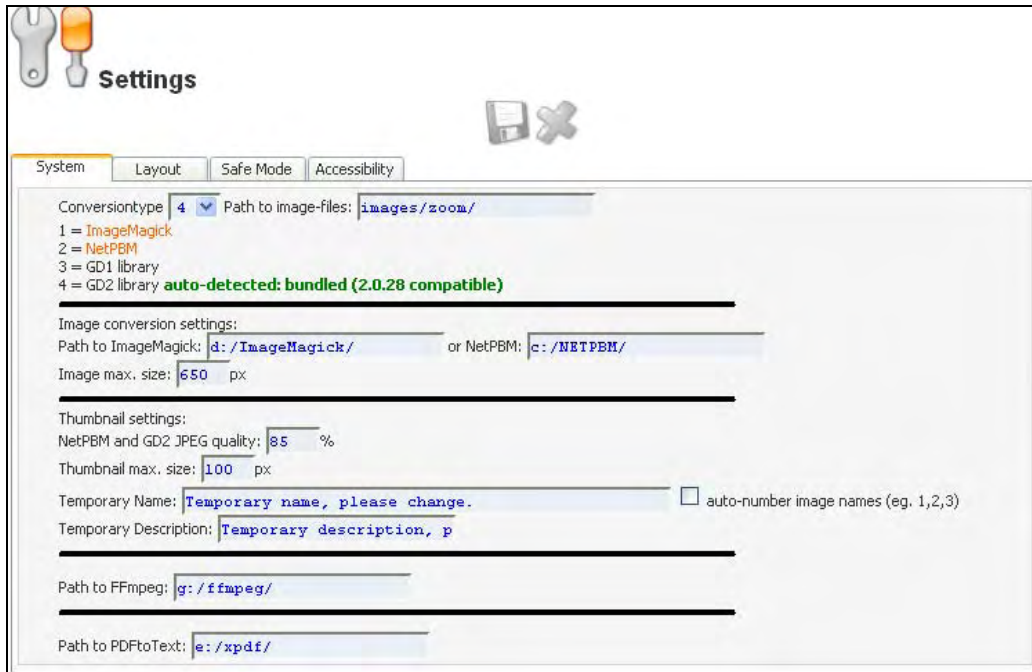 Settings
System Layout Safe Mode Accessibility
Conversiontype 4 Path to image-files: images/zoom/
1 = ImageMagick
2 = NetPBM
3 = GD1 library
4 = GD2 library auto-detected: bundled (2.0.28 compatible)
Image conversion settings:
Path to ImageMagick: d:/ImageMagick/ or NetPBM: c:/NETPBM/
Image max. size: 650 px
Thumbnail settings:
NetPBM and GD2 JPEG quality: 85 %
Thumbnail max. size: 100 px
Temporary Name: Temporary name, please change. auto-number image names (eg. 1,2,3)
Temporary Description: Temporary description, p
Path to FFmpeg: g:/ffmpeg/
Path to PDFtoText: e:/xpdf/